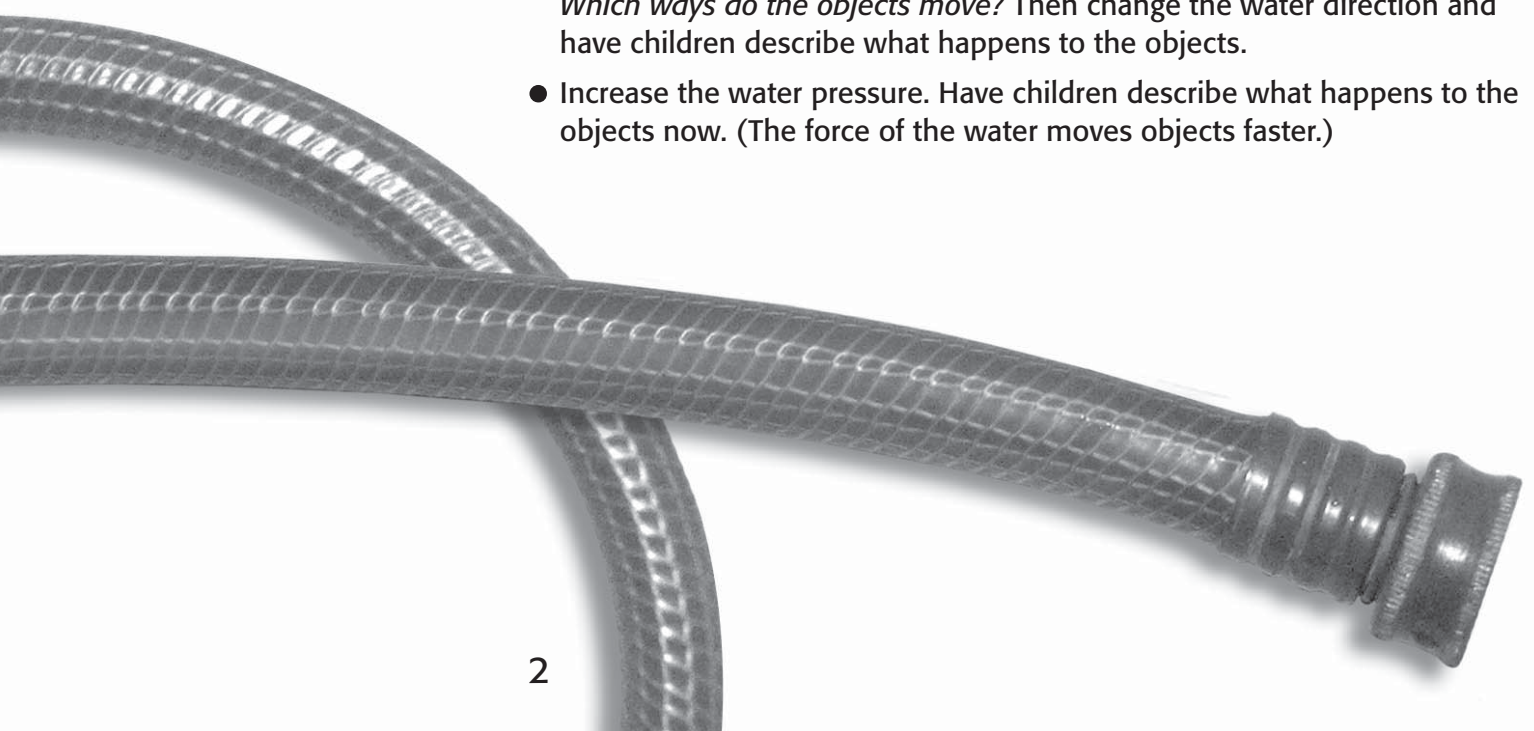 Which ways do the objects move? Then change the water direction and
have children describe what happens to the objects.
● Increase the water pressure. Have children describe what happens to the
objects now. (The force of the water moves objects faster.)
2